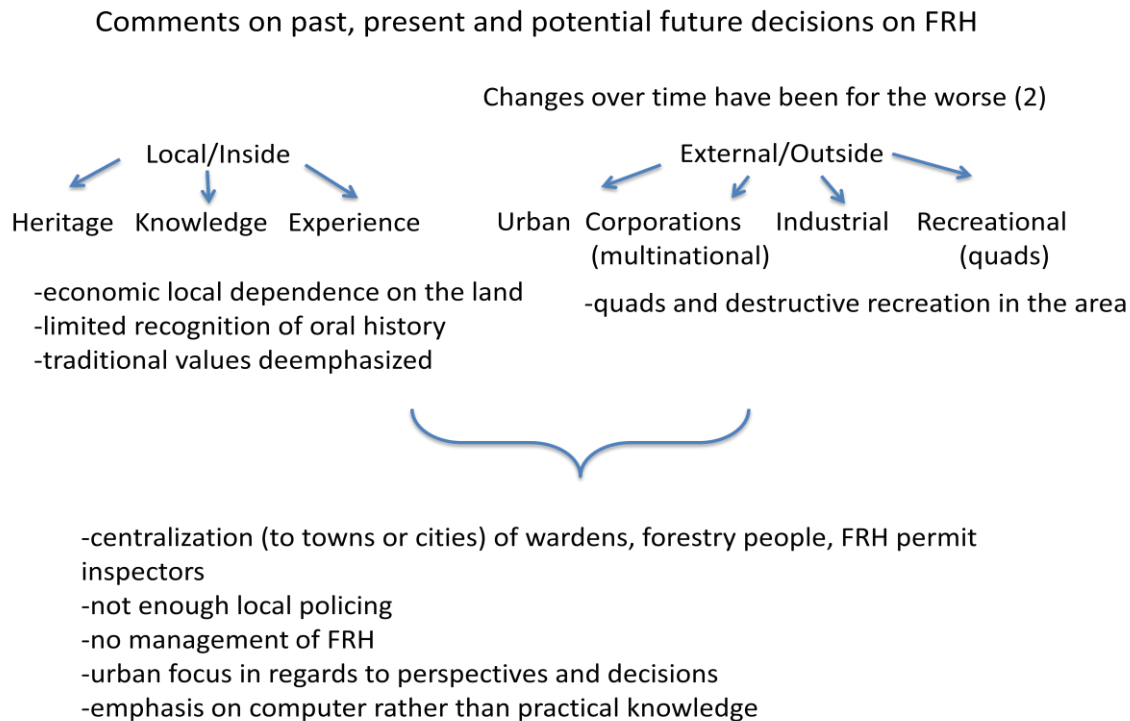 Comments on past, present and potential future decisions on FRH
Changes over time have been for the worse (2)
Local/Inside
External/Outside
Heritage Knowledge Experience
Urban Corporations Industrial Recreational
(multinational) (quads)
-economic local dependence on the land
-limited recognition of oral history
-traditional values deemphasized
-quads and destructive recreation in the area
-centralization (to towns or cities) of wardens, forestry people, FRH permit
inspectors
-not enough local policing
-no management of FRH
-urban focus in regards to perspectives and decisions
-emphasis on computer rather than practical knowledge